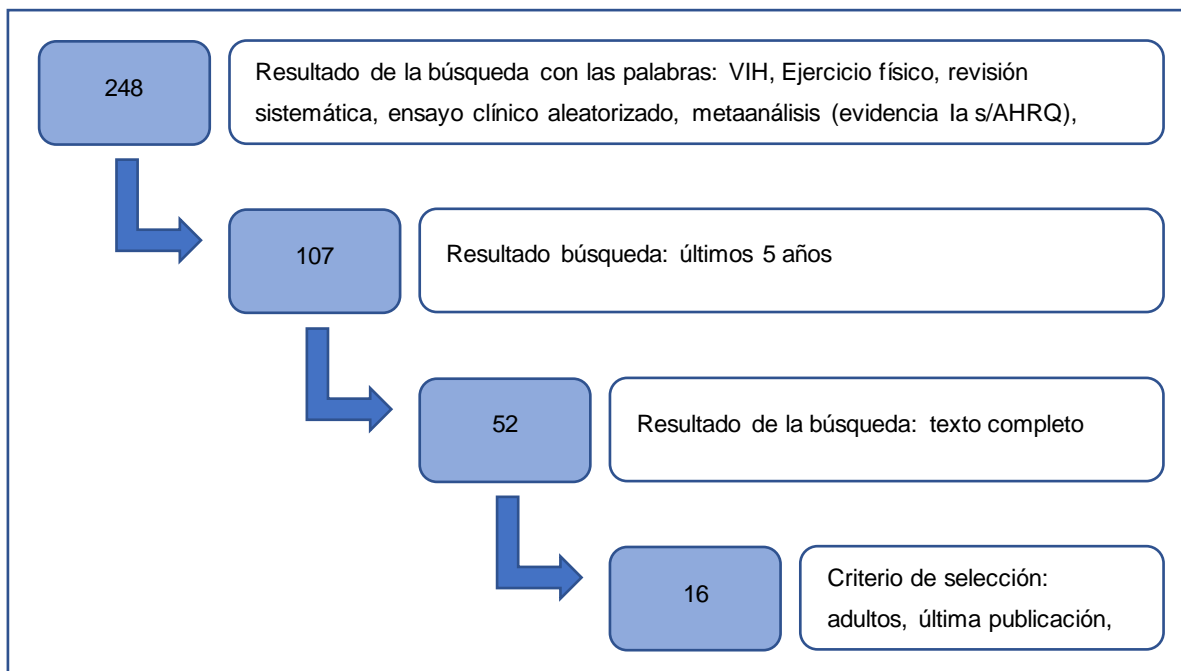 248
Resultado de la búsqueda con las palabras: VIH, Ejercicio físico, revisión
sistemática, ensayo clínico aleatorizado, metaanálisis (evidencia Ia s/AHRQ),
107
Resultado búsqueda: últimos 5 años
52
Resultado de la búsqueda: texto completo
16
Criterio de selección:
adultos, última publicación,